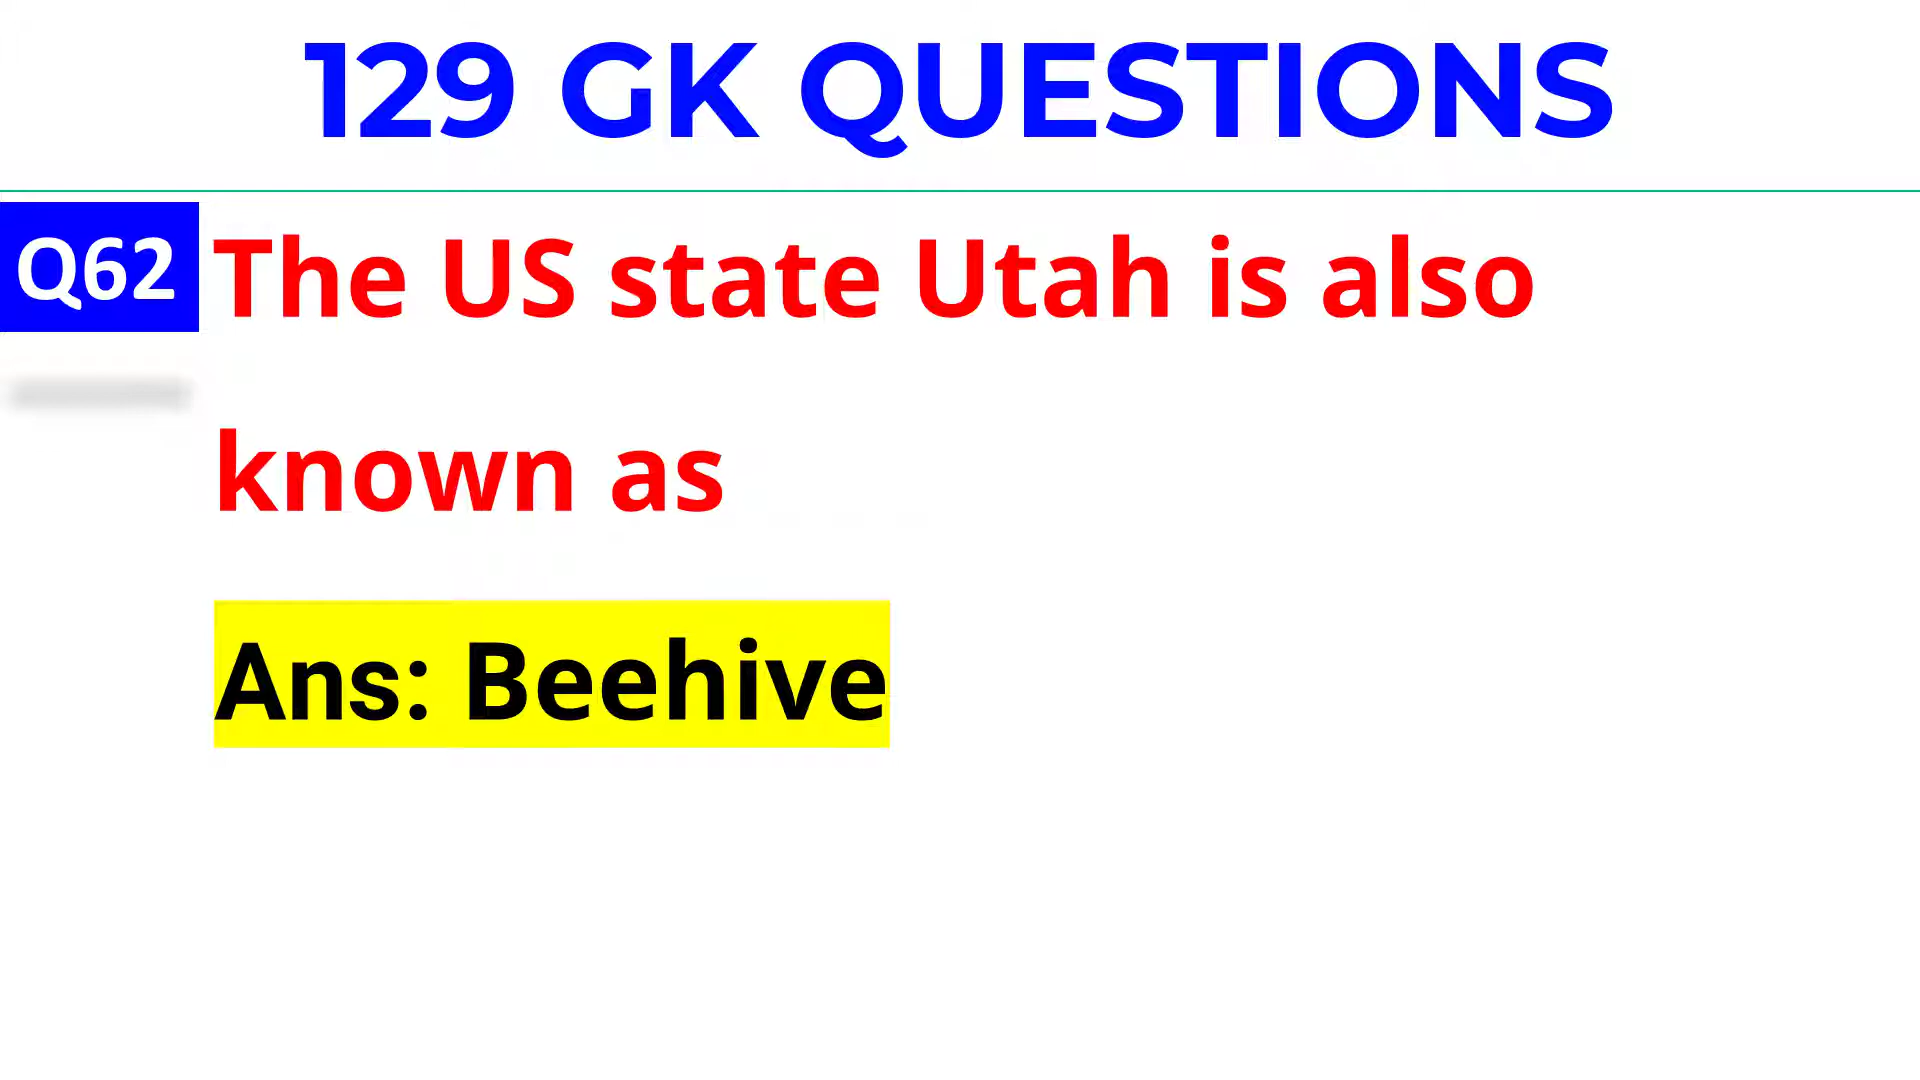 129 GK QUESTIONS
Q62 The US state Utah is also
known as
Ans: Beehive